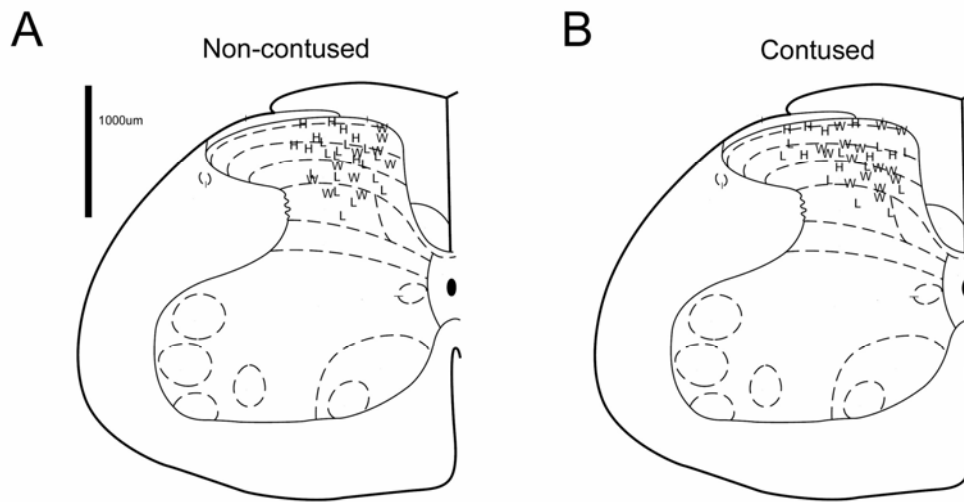 A
Non-contused
1000um
H H H W
H H L W
H H L L W L W L
L L W H L W
L W W L
W L W L
L L
B
Contused
H H W H W W
H L W W L
L H W W L W H L
H W L W W
L W W L
W L L